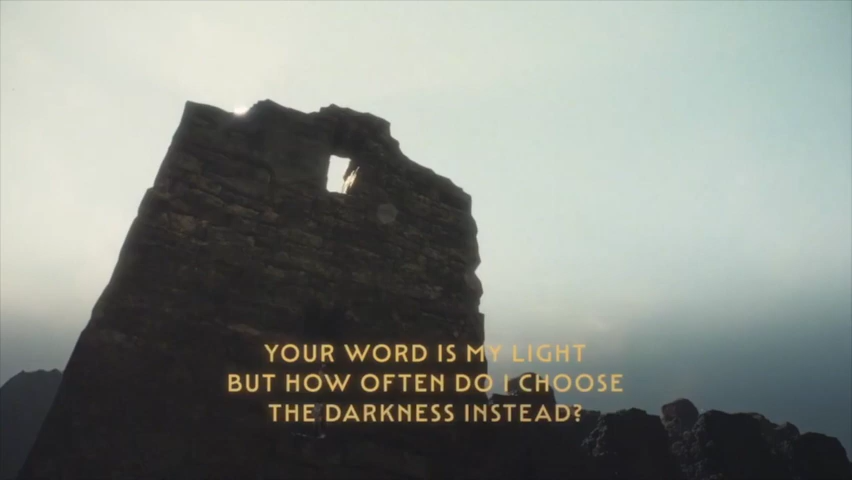 YOUR WORD IS MY LIGHT
BUT HOW OFTEN DO I CHOOSE
THE DARKNESS INSTEAD?